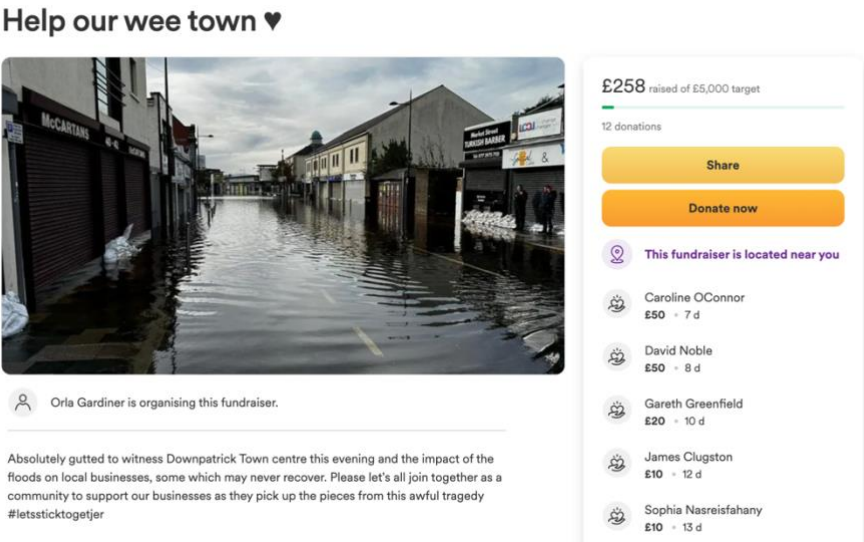 Help our wee town ♥
McCARTANS
Market Street
TURKISH BARBER
&
£258 raised of £5,000 target
12 donations
Share
Donate now
This fundraiser is located near you
Caroline OConnor
£50 • 7 d
David Noble
£50 • 8 d
Gareth Greenfield
£20 • 10 d
James Clugston
£10 • 12 d
Sophia Nasreisfahany
£10 • 13 d
Orla Gardiner is organising this fundraiser.
Absolutely gutted to witness Downpatrick Town centre this evening and the impact of the
floods on local businesses, some which may never recover. Please let's all join together as a
community to support our businesses as they pick up the pieces from this awful tragedy
#letssticktogetjer